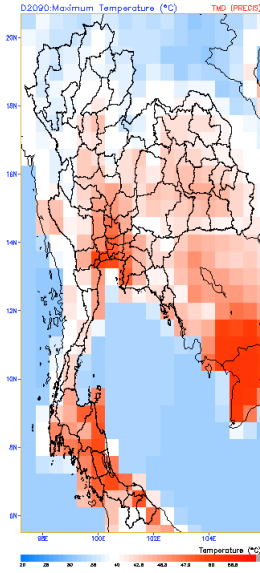 D2090:Maximum Temperature (°C) TMD (PRECIS)
20N
18N
16N
14N
12N
10N
8N
6N
98E 100E 102E 104E
Temperature (°C)